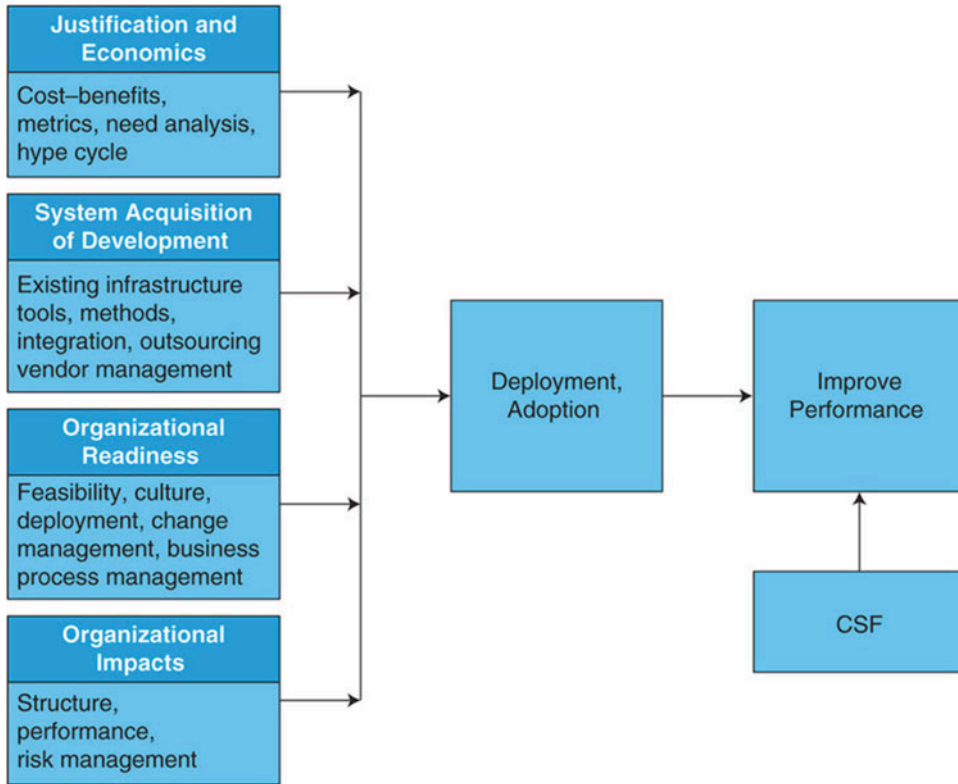 Justification and
Economics
Cost–benefits,
metrics, need analysis,
hype cycle
System Acquisition
of Development
Existing infrastructure
tools, methods,
integration, outsourcing
vendor management
Organizational
Readiness
Feasibility, culture,
deployment, change
management, business
process management
Organizational
Impacts
Structure,
performance,
risk management
Deployment,
Adoption
Improve
Performance
CSF